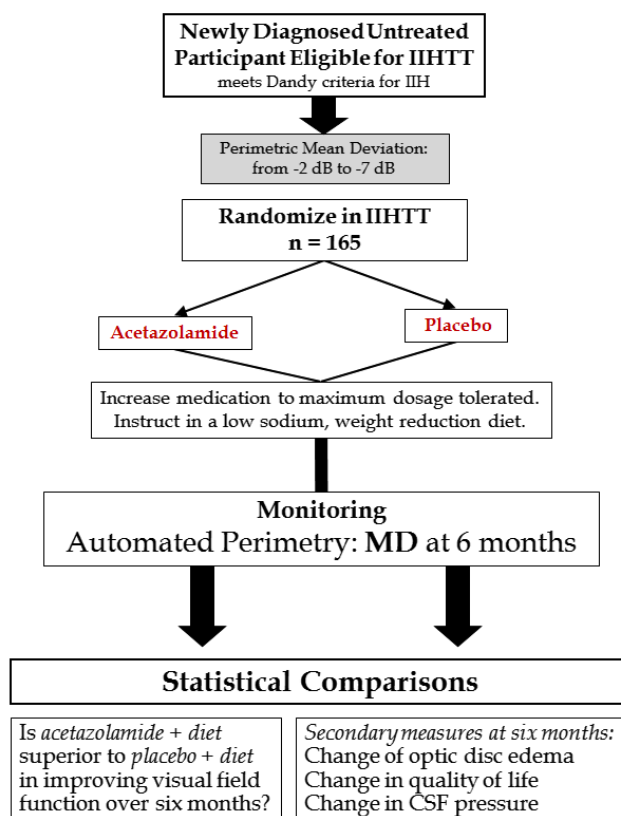 Newly Diagnosed Untreated
Participant Eligible for IIHTT
meets Dandy criteria for IIH
Perimetric Mean Deviation:
from -2 dB to -7 dB
Randomize in IIHTT
n = 165
Acetazolamide
Placebo
Increase medication to maximum dosage tolerated.
Instruct in a low sodium, weight reduction diet.
Monitoring
Automated Perimetry: MD at 6 months
Statistical Comparisons
Is acetazolamide + diet
superior to placebo + diet
in improving visual field
function over six months?
Secondary measures at six months:
Change of optic disc edema
Change in quality of life
Change in CSF pressure